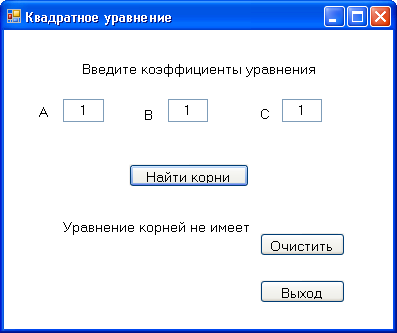 Квадратное уравнение
Введите коэффициенты уравнения
A 1 B 1 C 1
Найти корни
Уравнение корней не имеет
Очистить
Выход